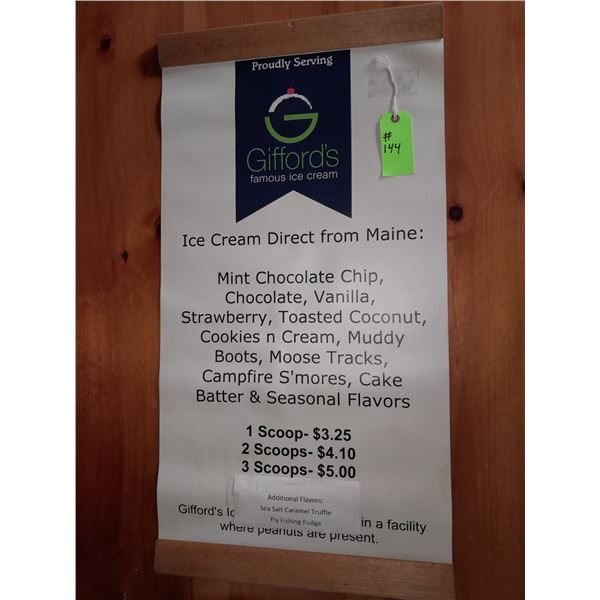 Proudly Serving
Gifford's
famous ice cream
#
144
Ice Cream Direct from Maine:
Mint Chocolate Chip,
Chocolate, Vanilla,
Strawberry, Toasted Coconut,
Cookies n Cream, Muddy
Boots, Moose Tracks,
Campfire S'mores, Cake
Batter & Seasonal Flavors
1 Scoop- $3.25
2 Scoops- $4.10
3 Scoops- $5.00
Additional Flavors:
Sea Salt Caramel Truffle
Fly Fishing Fudge
Gifford's in a facility
where peanuts are present.